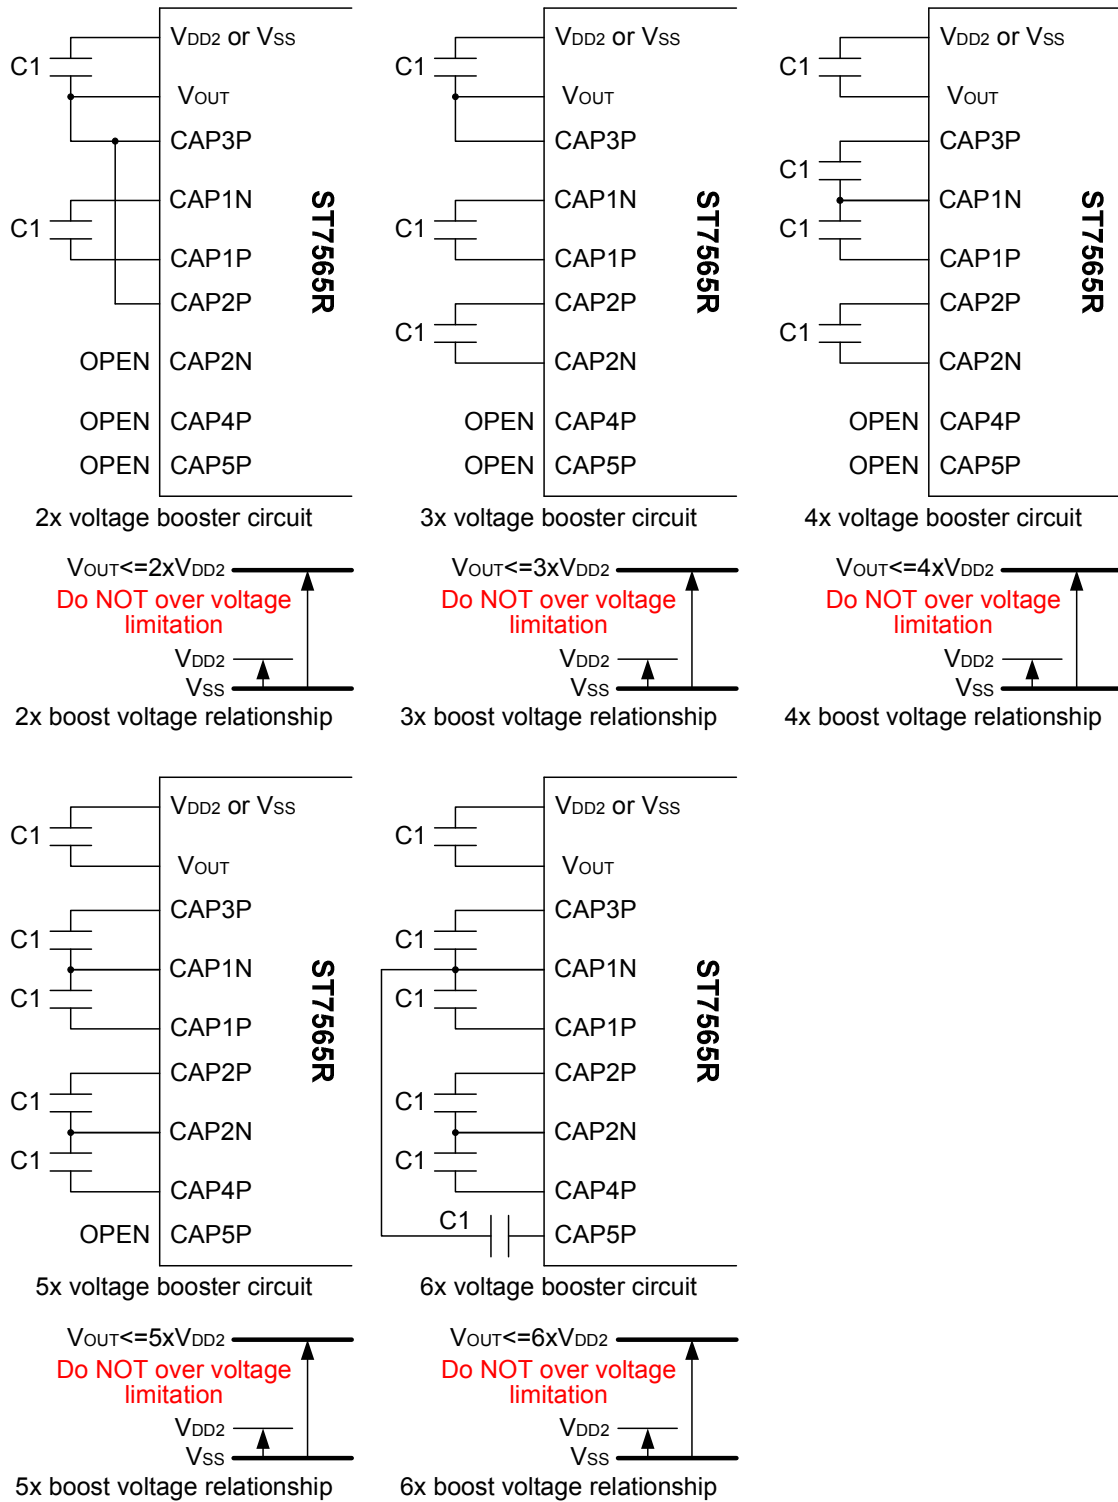 VDD2 or VSS
C1
VOUT
CAP3P
CAP1N
C1
CAP1P
CAP2P
OPEN CAP2N
OPEN CAP4P
OPEN CAP5P
ST7565R
2x voltage booster circuit
VOUT<=2xVDD2
Do NOT over voltage
limitation
VDD2
VSS
2x boost voltage relationship
VDD2 or VSS
C1
VOUT
CAP3P
CAP1N
C1
CAP1P
CAP2P
C1
CAP2N
OPEN CAP4P
OPEN CAP5P
ST7565R
3x voltage booster circuit
VOUT<=3xVDD2
Do NOT over voltage
limitation
VDD2
VSS
3x boost voltage relationship
VDD2 or VSS
C1
VOUT
CAP3P
C1
CAP1N
C1
CAP1P
CAP2P
C1
CAP2N
OPEN CAP4P
OPEN CAP5P
ST7565R
4x voltage booster circuit
VOUT<=4xVDD2
Do NOT over voltage
limitation
VDD2
VSS
4x boost voltage relationship
VDD2 or VSS
C1
VOUT
CAP3P
C1
CAP1N
C1
CAP1P
CAP2P
C1
CAP2N
C1
CAP4P
OPEN CAP5P
ST7565R
5x voltage booster circuit
VOUT<=5xVDD2
Do NOT over voltage
limitation
VDD2
VSS
5x boost voltage relationship
VDD2 or VSS
C1
VOUT
CAP3P
C1
CAP1N
C1
CAP1P
CAP2P
C1
CAP2N
C1
CAP4P
C1
CAP5P
ST7565R
6x voltage booster circuit
VOUT<=6xVDD2
Do NOT over voltage
limitation
VDD2
VSS
6x boost voltage relationship